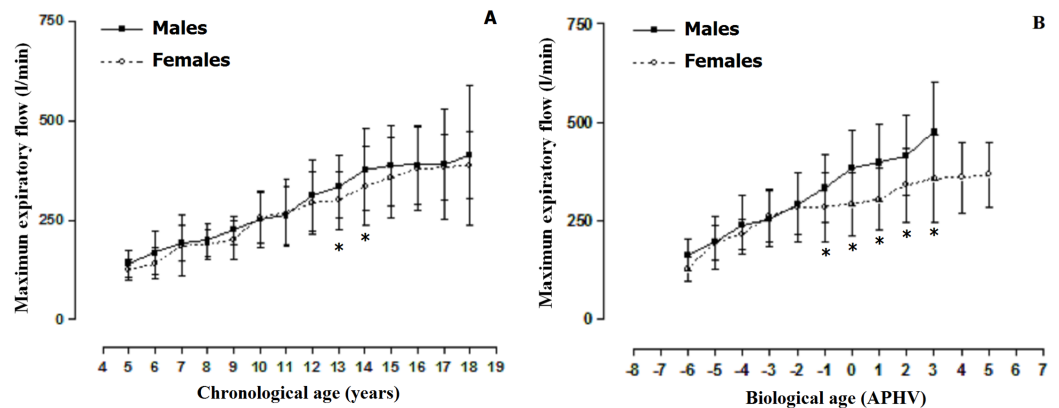 A
Males
Females
Maximun expiratory flow (l/min)
750
500
250
0
4 5 6 7 8 9 10 11 12 13 14 15 16 17 18 19
Chronological age (years)
* *
B
Males
Females
Maximun expiratory flow (l/min)
750
500
250
0
-8 -7 -6 -5 -4 -3 -2 -1 0 1 2 3 4 5 6 7
Biological age (APHV)
* * * * *